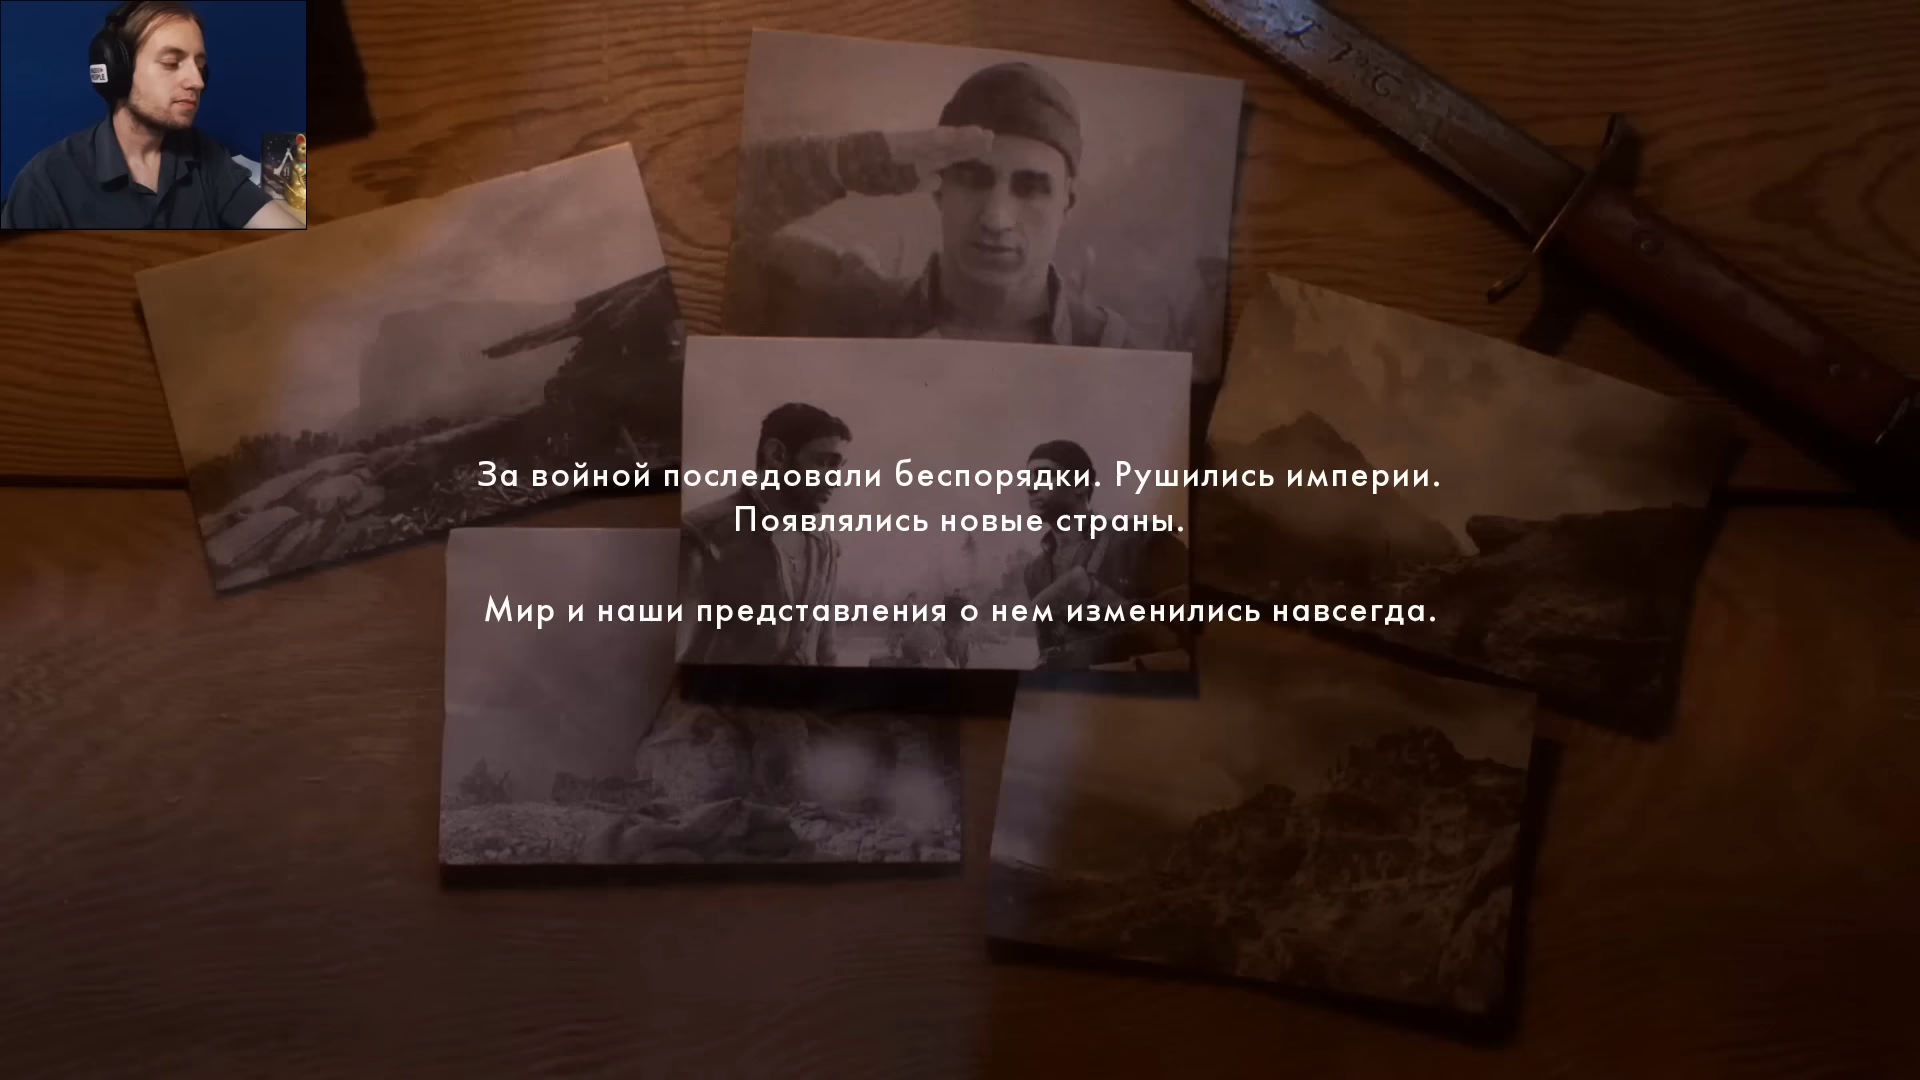 За войной последовали беспорядки. Рушились империи.
Появлялись новые страны.
Мир и наши представления о нем изменились навсегда.